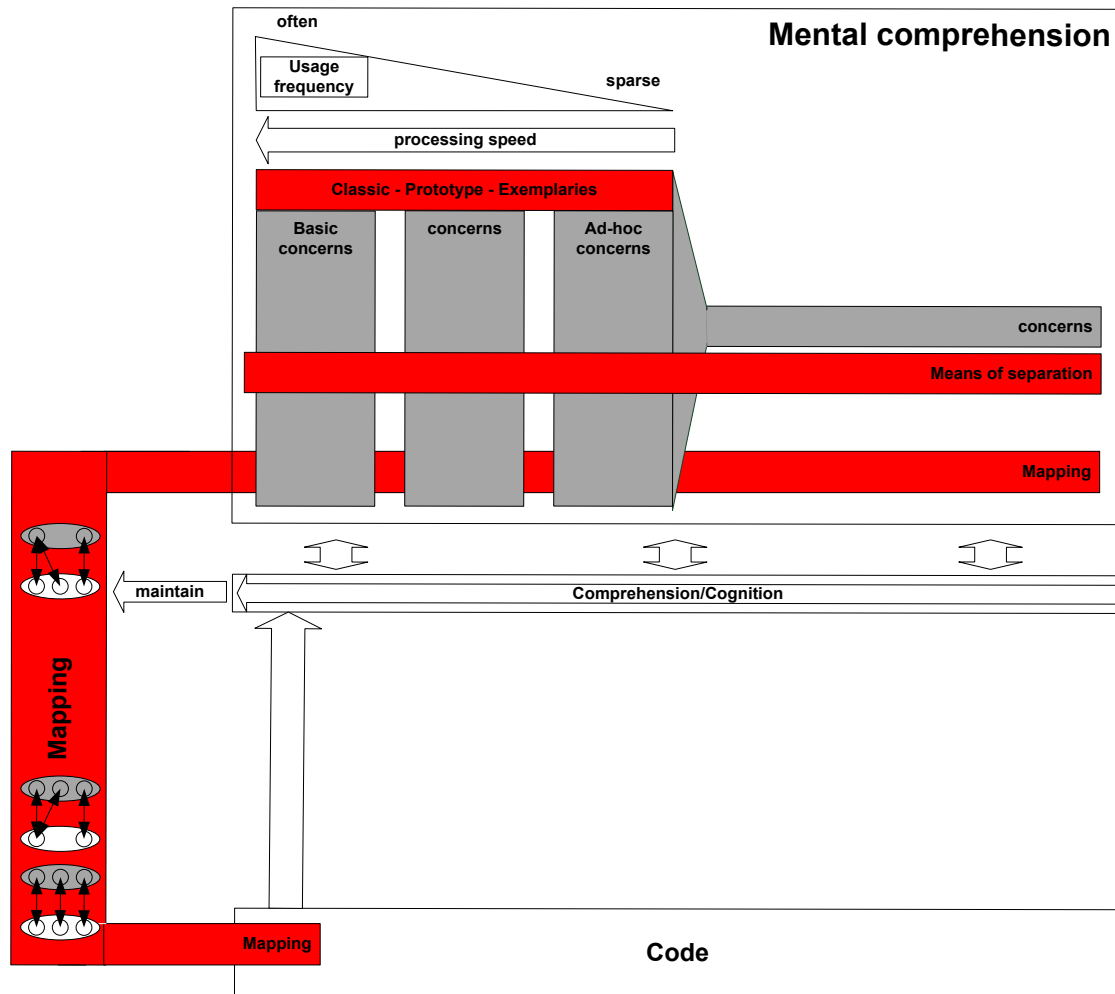 often
Mental comprehension
Usage
frequency
sparse
processing speed
Classic - Prototype - Exemplaries
Basic
concerns
concerns
Ad-hoc
concerns
concerns
Means of separation
Mapping
maintain
Comprehension/Cognition
Mapping
Mapping
Code